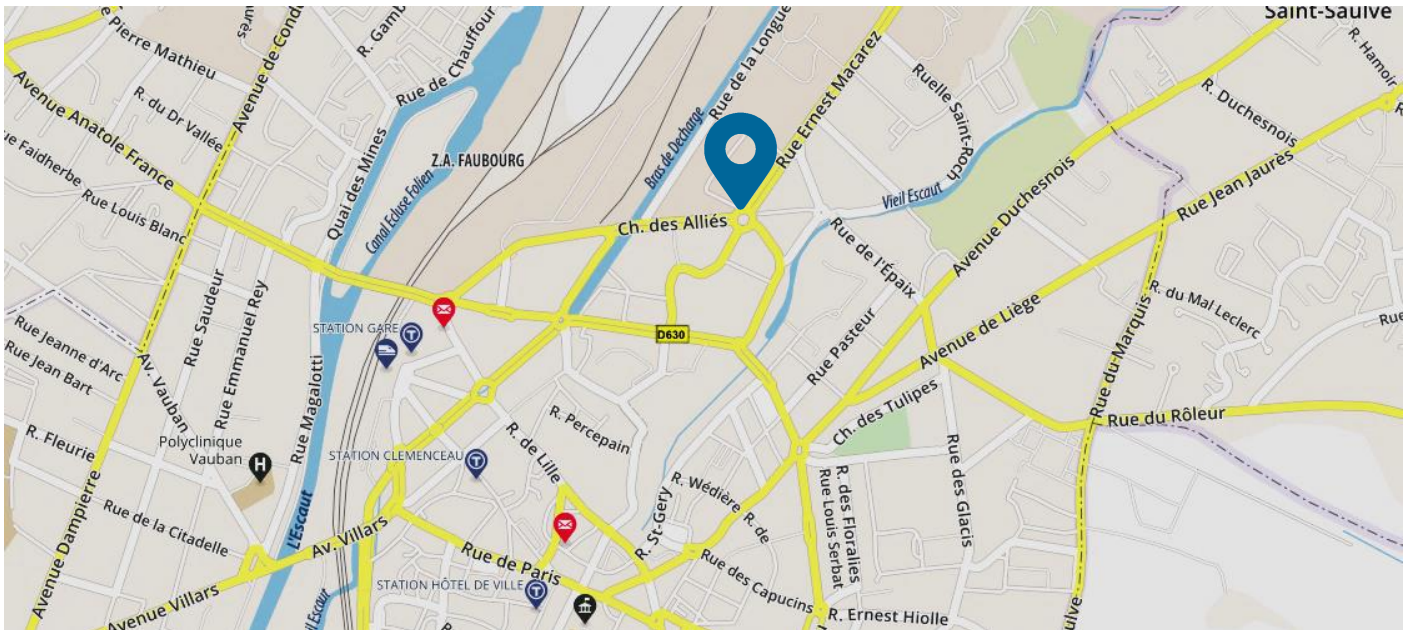 Saint-Saulve
R. Hamoir
R. Gamb
Avenue de Cond
e Pierre Mathieu
Rue de Chauffour
Rue de la Longue
Rue Ernest Macarez
Ruelle Saint-Roch
R. Duchesnois
R. du Dr Vallée
Avenue Anatole France
Z.A. FAUBOURG
Bras de Decharge
Rue Jean Jaurès
ue Faidherbe
Rue Louis Blanc
Quai des Mines
Canal Ecluse Folien
Vieil Escaut
Avenue Duchesnois
Ch. des Alliés
Rue de l'Épaix
R. du Mal Leclerc
Rue
Rue Saudeur
Rue Emmanuel Rey
STATION GARE
D630
Rue Pasteur
Avenue de Liège
Rue du Marquis
Rue Jeanne d'Arc
Rue Jean Bart
Av. Vauban
Rue Magalotti
Ch. des Tulipes
Rue du Rôleur
R. Fleurie
Polyclinique
Vauban
R. Percepain
R. de Lille
STATION CLEMENCEAU
Rue des Glacis
R. Wédière
R. de
R. des Floralies
Rue Louis Serbat
Avenue Dampierre
Rue de la Citadelle
L'Escaut
Av. Villars
R. St-Gery
Rue de Paris
Rue des Capucins
STATION HÔTEL DE VILLE
R. Ernest Hiolle
Avenue Villars
Escaut
ulve